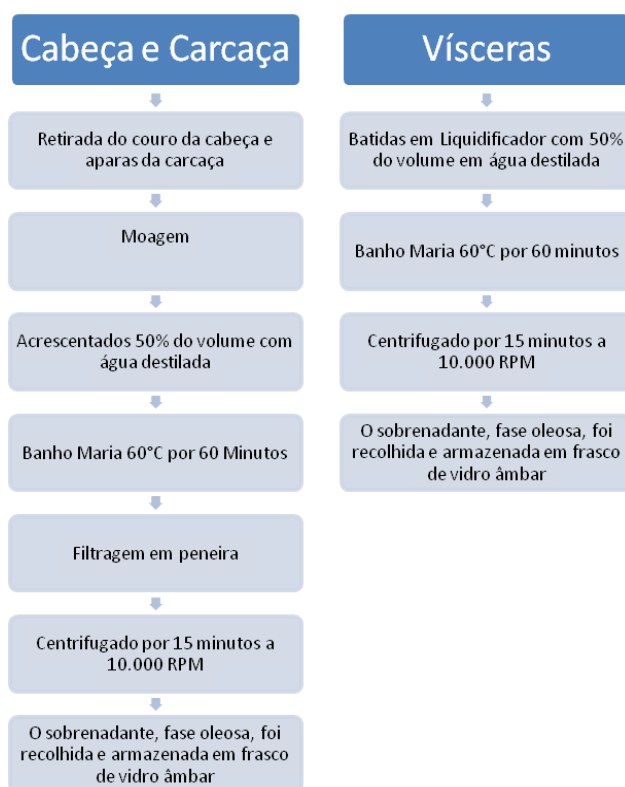 Cabeça e Carcaça
Retirada do couro da cabeça e
aparas da carcaça
Moagem
Acrescentados 50% do volume com
água destilada
Banho Maria 60°C por 60 Minutos
Filtragem em peneira
Centrifugado por 15 minutos a
10.000 RPM
O sobrenadante, fase oleosa, foi
recolhida e armazenada em frasco
de vidro âmbar
Vísceras
Batidas em Liquidificador com 50%
do volume em água destilada
Banho Maria 60°C por 60 minutos
Centrifugado por 15 minutos a
10.000 RPM
O sobrenadante, fase oleosa, foi
recolhida e armazenada em frasco
de vidro âmbar